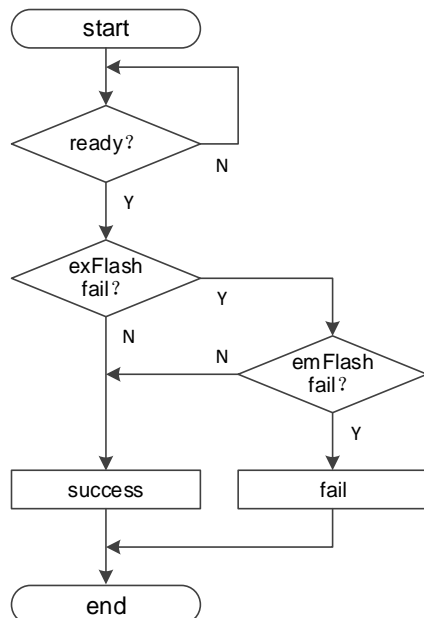 start
ready？
N
Y
exFlash
fail？
Y
N
N
emFlash
fail？
Y
success
fail
end